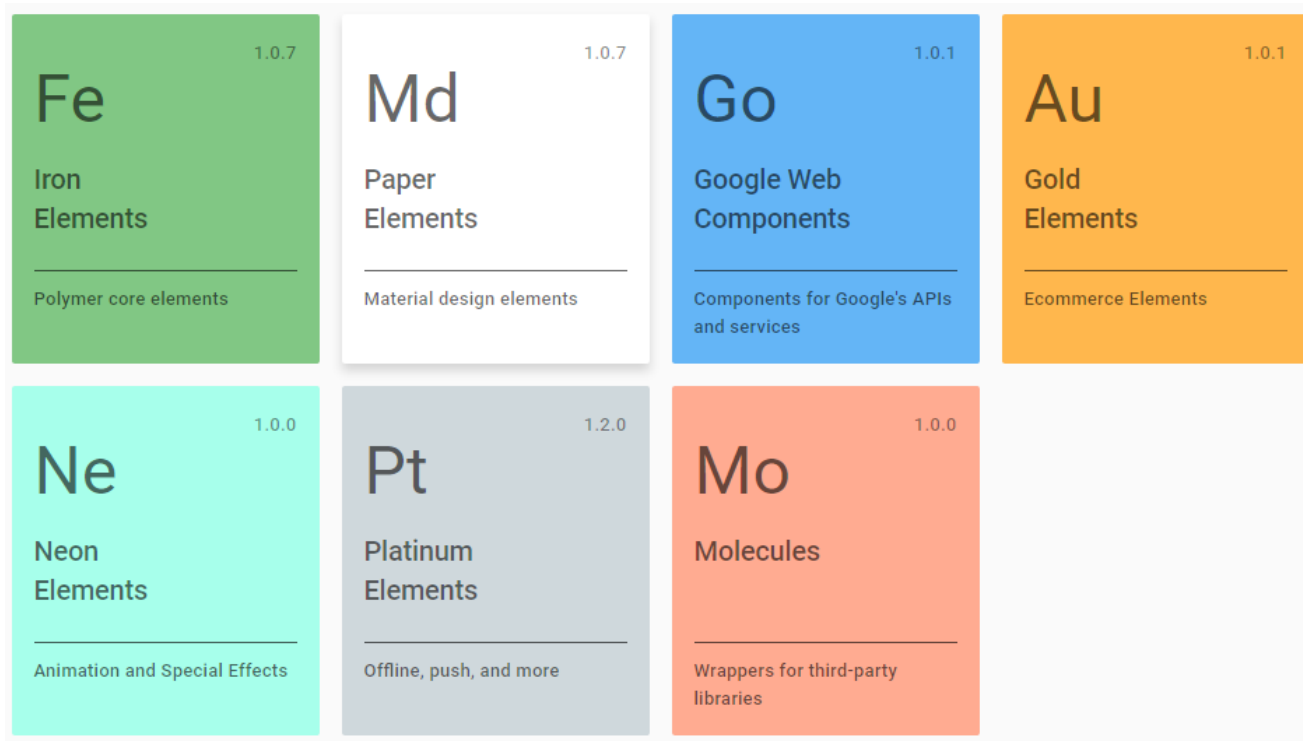 1.0.7
Fe
Iron
Elements
Polymer core elements
1.0.7
Md
Paper
Elements
Material design elements
1.0.1
Go
Google Web
Components
Components for Google's APIs
and services
1.0.1
Au
Gold
Elements
Ecommerce Elements
1.0.0
Ne
Neon
Elements
Animation and Special Effects
1.2.0
Pt
Platinum
Elements
Offline, push, and more
1.0.0
Mo
Molecules
Wrappers for third-party
libraries